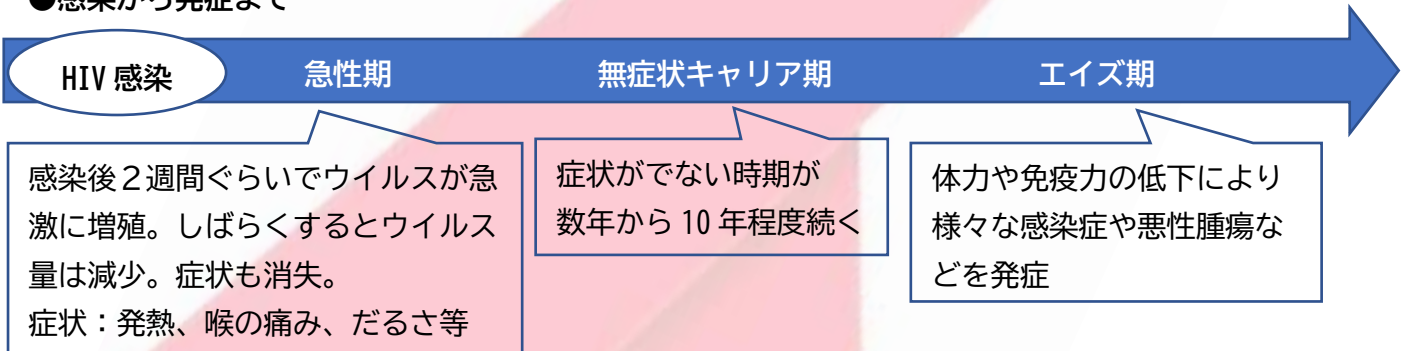 ●感染から発症まで
HIV 感染
急性期
無症状キャリア期
エイズ期
感染後２週間ぐらいでウイルスが急
激に増殖。しばらくするとウイルス
量は減少。症状も消失。
症状：発熱、喉の痛み、だるさ等
症状がでない時期が
数年から 10 年程度続く
体力や免疫力の低下により
様々な感染症や悪性腫瘍な
どを発症